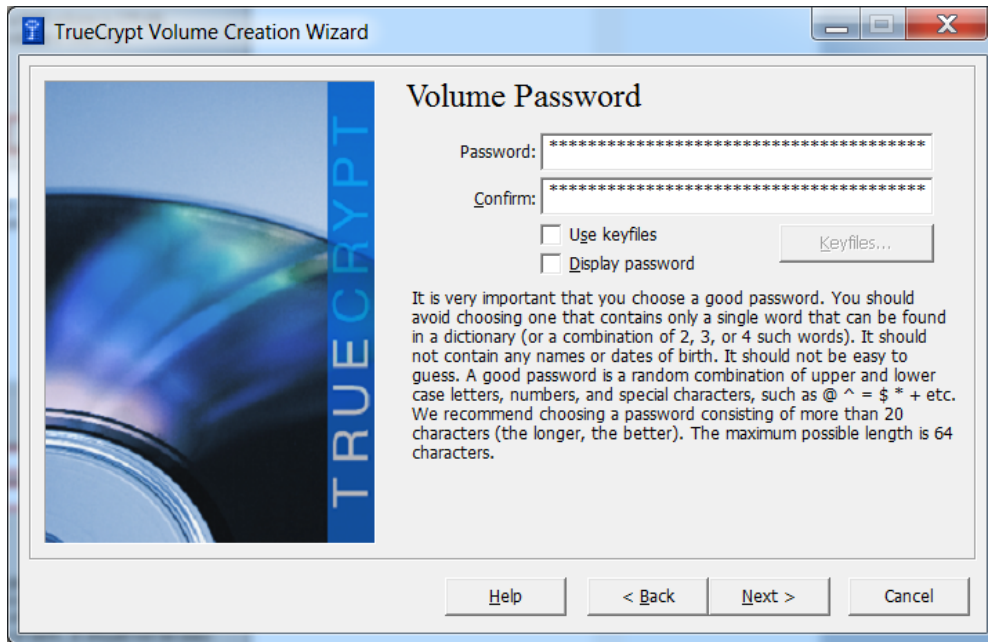 TrueCrypt Volume Creation Wizard
TRUECRYPT
Volume Password
Password: ***************************************
Confirm: ***************************************
Use keyfiles
Keyfiles...
Display password
It is very important that you choose a good password. You should
avoid choosing one that contains only a single word that can be found
in a dictionary (or a combination of 2, 3, or 4 such words). It should
not contain any names or dates of birth. It should not be easy to
guess. A good password is a random combination of upper and lower
case letters, numbers, and special characters, such as @ ^ = $ * + etc.
We recommend choosing a password consisting of more than 20
characters (the longer, the better). The maximum possible length is 64
characters.
Help
< Back
Next >
Cancel